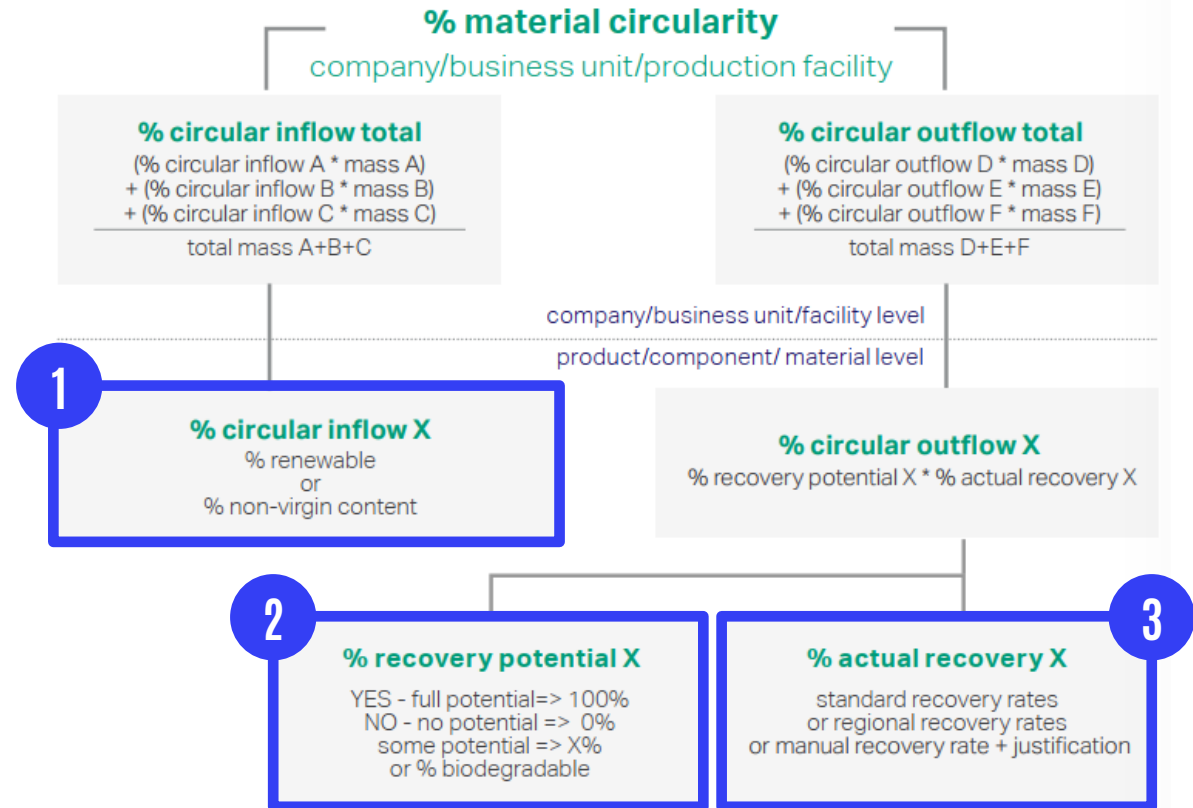 % material circularity
company/business unit/production facility
% circular inflow total
(% circular inflow A * mass A)
+ (% circular inflow B * mass B)
+ (% circular inflow C * mass C)
total mass A+B+C
% circular outflow total
(% circular outflow D * mass D)
+ (% circular outflow E * mass E)
+ (% circular outflow F * mass F)
total mass D+E+F
company/business unit/facility level
product/component/ material level
1
% circular inflow X
% renewable
or
% non-virgin content
% circular outflow X
% recovery potential X * % actual recovery X
2
% recovery potential X
YES - full potential=> 100%
NO - no potential => 0%
some potential => X%
or % biodegradable
3
% actual recovery X
standard recovery rates
or regional recovery rates
or manual recovery rate + justification